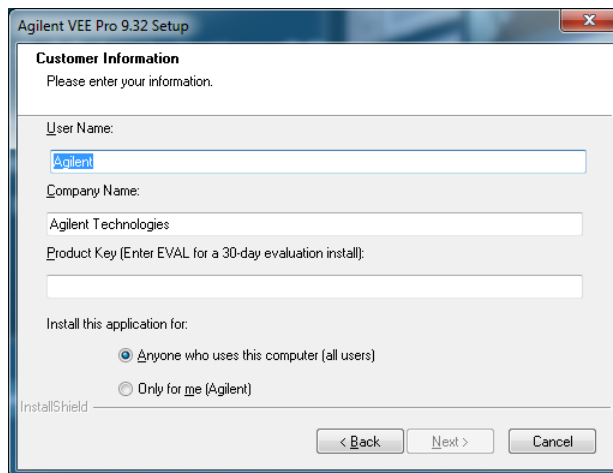 Agilent VEE Pro 9.32 Setup
Customer Information
Please enter your information.
User Name:
Agilent
Company Name:
Agilent Technologies
Product Key (Enter EVAL for a 30-day evaluation install):
Install this application for:
Anyone who uses this computer (all users)
Only for me (Agilent)
InstallShield
< Back Next > Cancel